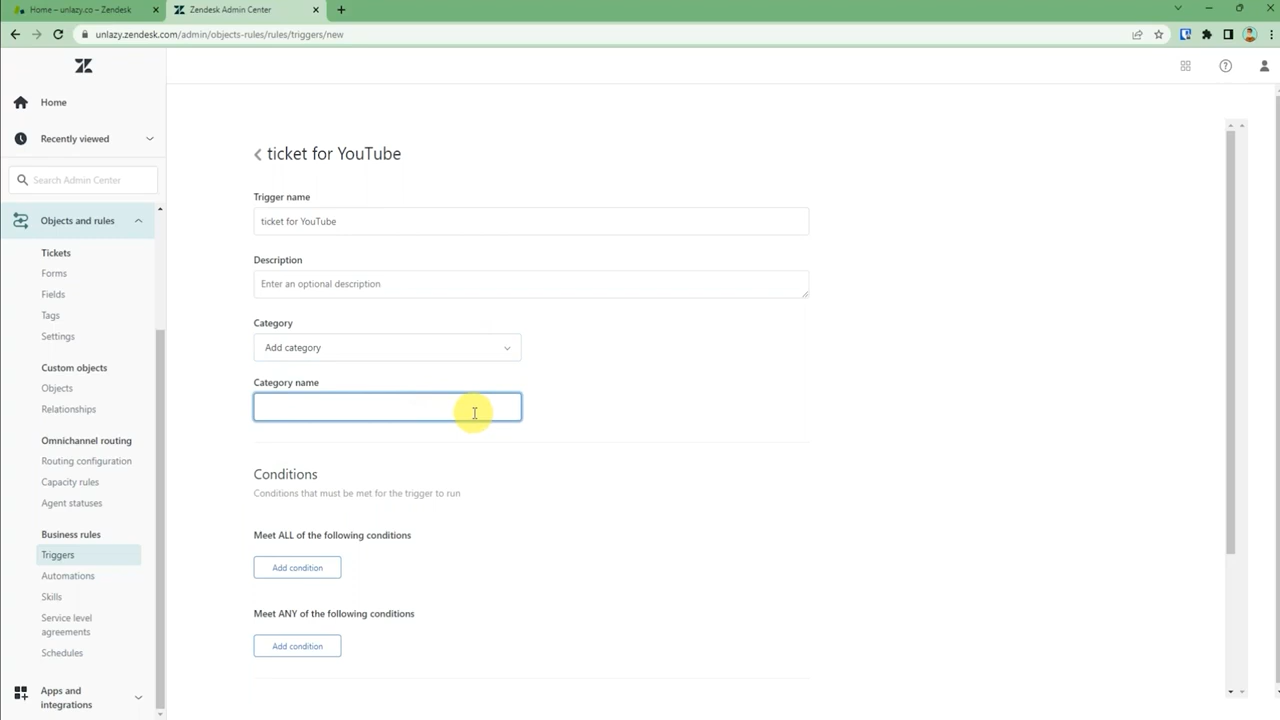 Home – unlazy.co – Zendesk
Zendesk Admin Center
unlazy.zendesk.com/admin/objects-rules/rules/triggers/new
Home
Recently viewed
Search Admin Center
Objects and rules
Tickets
Forms
Fields
Tags
Settings
Custom objects
Objects
Relationships
Omnichannel routing
Routing configuration
Capacity rules
Agent statuses
Business rules
Triggers
Automations
Skills
Service level
agreements
Schedules
Apps and
integrations
ticket for YouTube
Trigger name
ticket for YouTube
Description
Enter an optional description
Category
Add category
Category name
Conditions
Conditions that must be met for the trigger to run
Meet ALL of the following conditions
Add condition
Meet ANY of the following conditions
Add condition